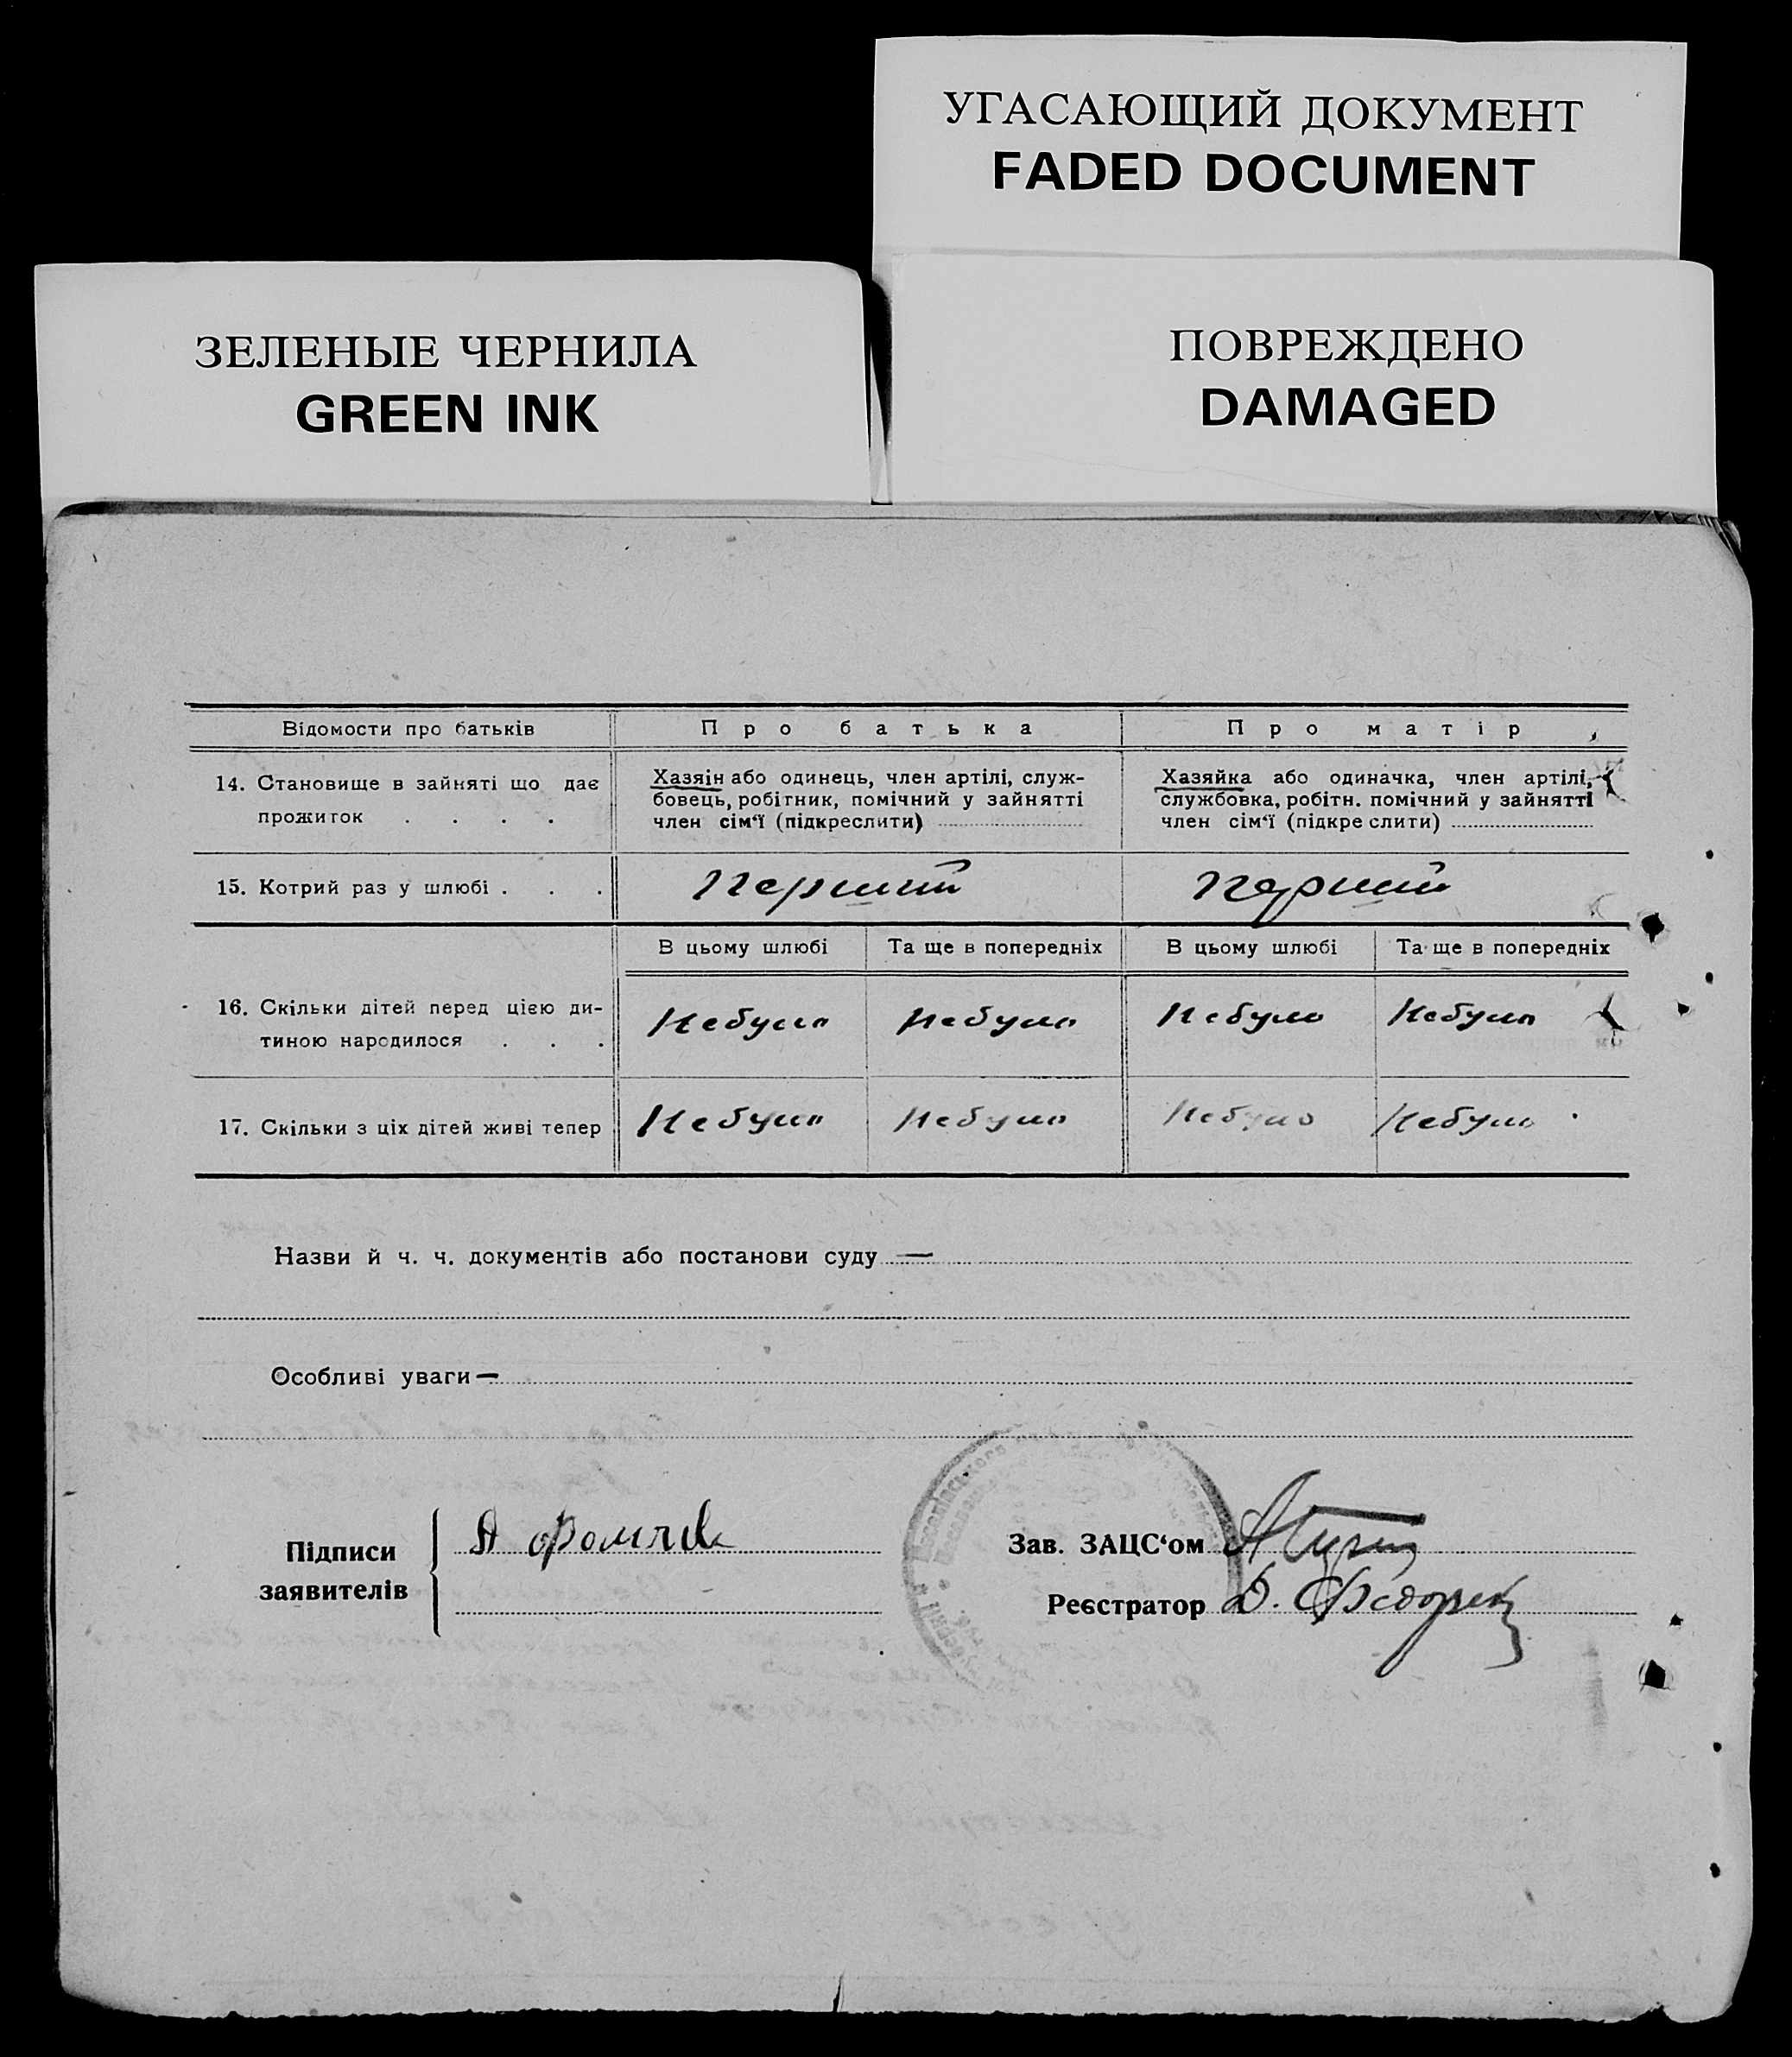 УГАСАЮЩИЙ ДОКУМЕНТ
FADED DOCUMENT
ЗЕЛЕНЫЕ ЧЕРНИЛА
GREEN INK
ПОВРЕЖДЕНО
DAMAGED
Відомости про батьків Про батька Про матір
14. Становище в зайняті що дає прожиток . . . .
Хазяін або одинець, член артілі, служ-
бовець, робітник, помічний у зайнятті
член сім‘ї (підкреслити)
Хазяйка або одиначка, член артілі,
службовка, робітн. помічний у зайнятті
член сім‘ї (підкреслити)
15. Котрий раз у шлюбі . . . Перший Перший
В цьому шлюбі Та ще в попередніх В цьому шлюбі Та ще в попередніх
16. Скільки дітей перед цією ди-
тиною народилося . . . Небуло Небуло Небуло Небуло
17. Скільки з ціх дітей живі тепер Небуло Небуло Небуло Небуло
Назви й ч. ч. документів або постанови суду —
Особливі уваги —
Підписи
заявителів
Зав. ЗАЦС‘ом
Реєстратор Д.